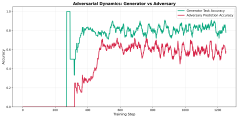 Adversarial Dynamics: Generator vs Adversary
Generator Task Accuracy
Adversary Prediction Accuracy
Accuracy
1.0
0.8
0.6
0.4
0.2
0.0
0 200 400 600 800 1000 1200
Training Step